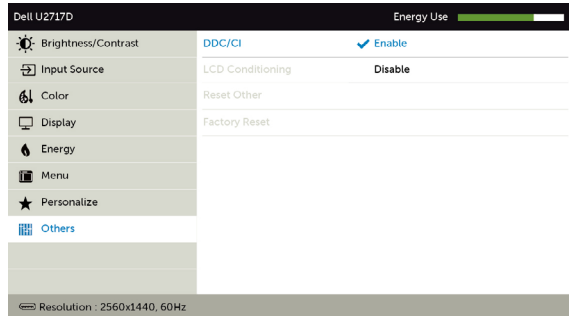 Dell U2717D Energy Use
Brightness/Contrast DDC/CI Enable
Input Source LCD Conditioning Disable
Color Reset Other
Display Factory Reset
Energy
Menu
Personalize
Others
Resolution : 2560x1440, 60Hz